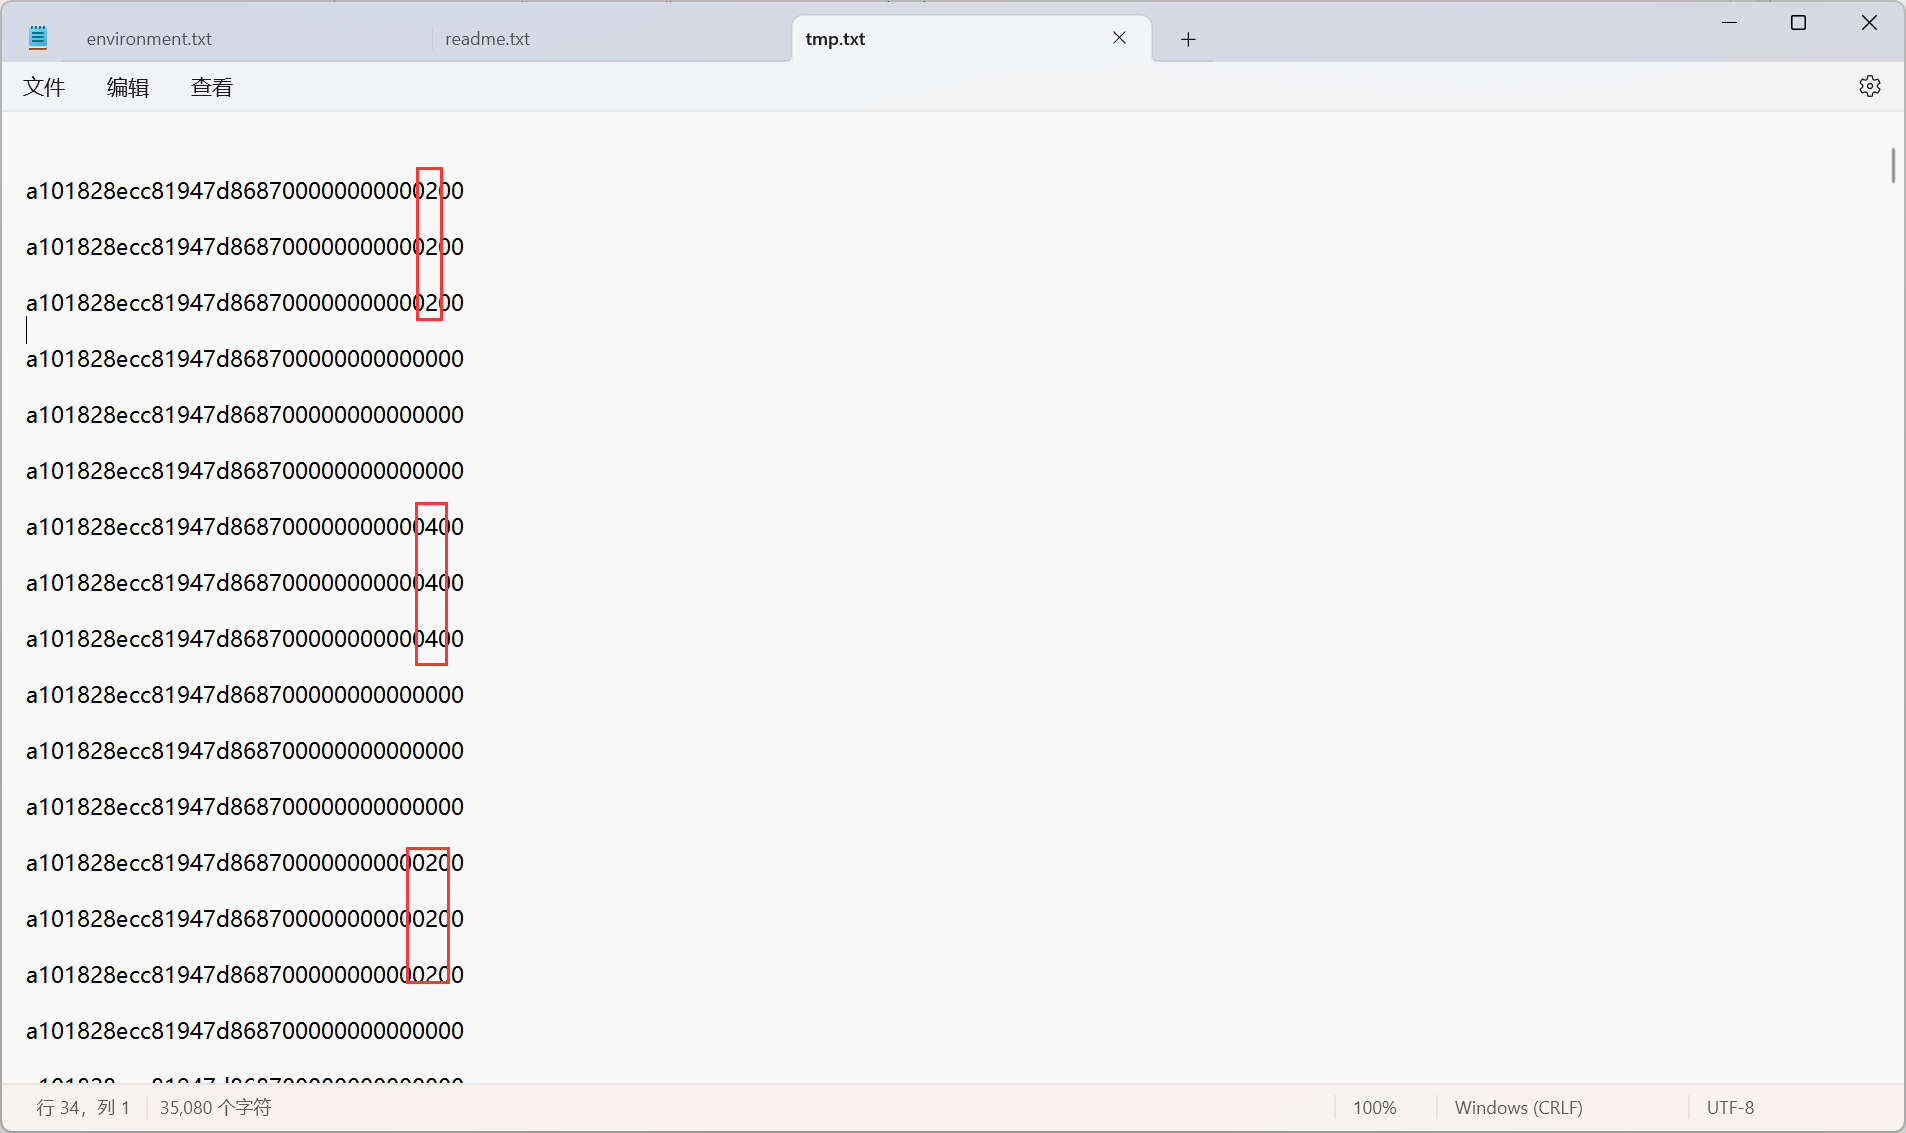 environment.txt
readme.txt
tmp.txt
文件
编辑
查看
a101828ecc81947d868700000000000200
a101828ecc81947d868700000000000200
a101828ecc81947d868700000000000200
a101828ecc81947d868700000000000000
a101828ecc81947d868700000000000000
a101828ecc81947d868700000000000000
a101828ecc81947d868700000000000400
a101828ecc81947d868700000000000400
a101828ecc81947d868700000000000400
a101828ecc81947d868700000000000000
a101828ecc81947d868700000000000000
a101828ecc81947d868700000000000000
a101828ecc81947d868700000000000200
a101828ecc81947d868700000000000200
a101828ecc81947d868700000000000200
a101828ecc81947d868700000000000000
行 34，列 1
35,080 个字符
100%
Windows (CRLF)
UTF-8